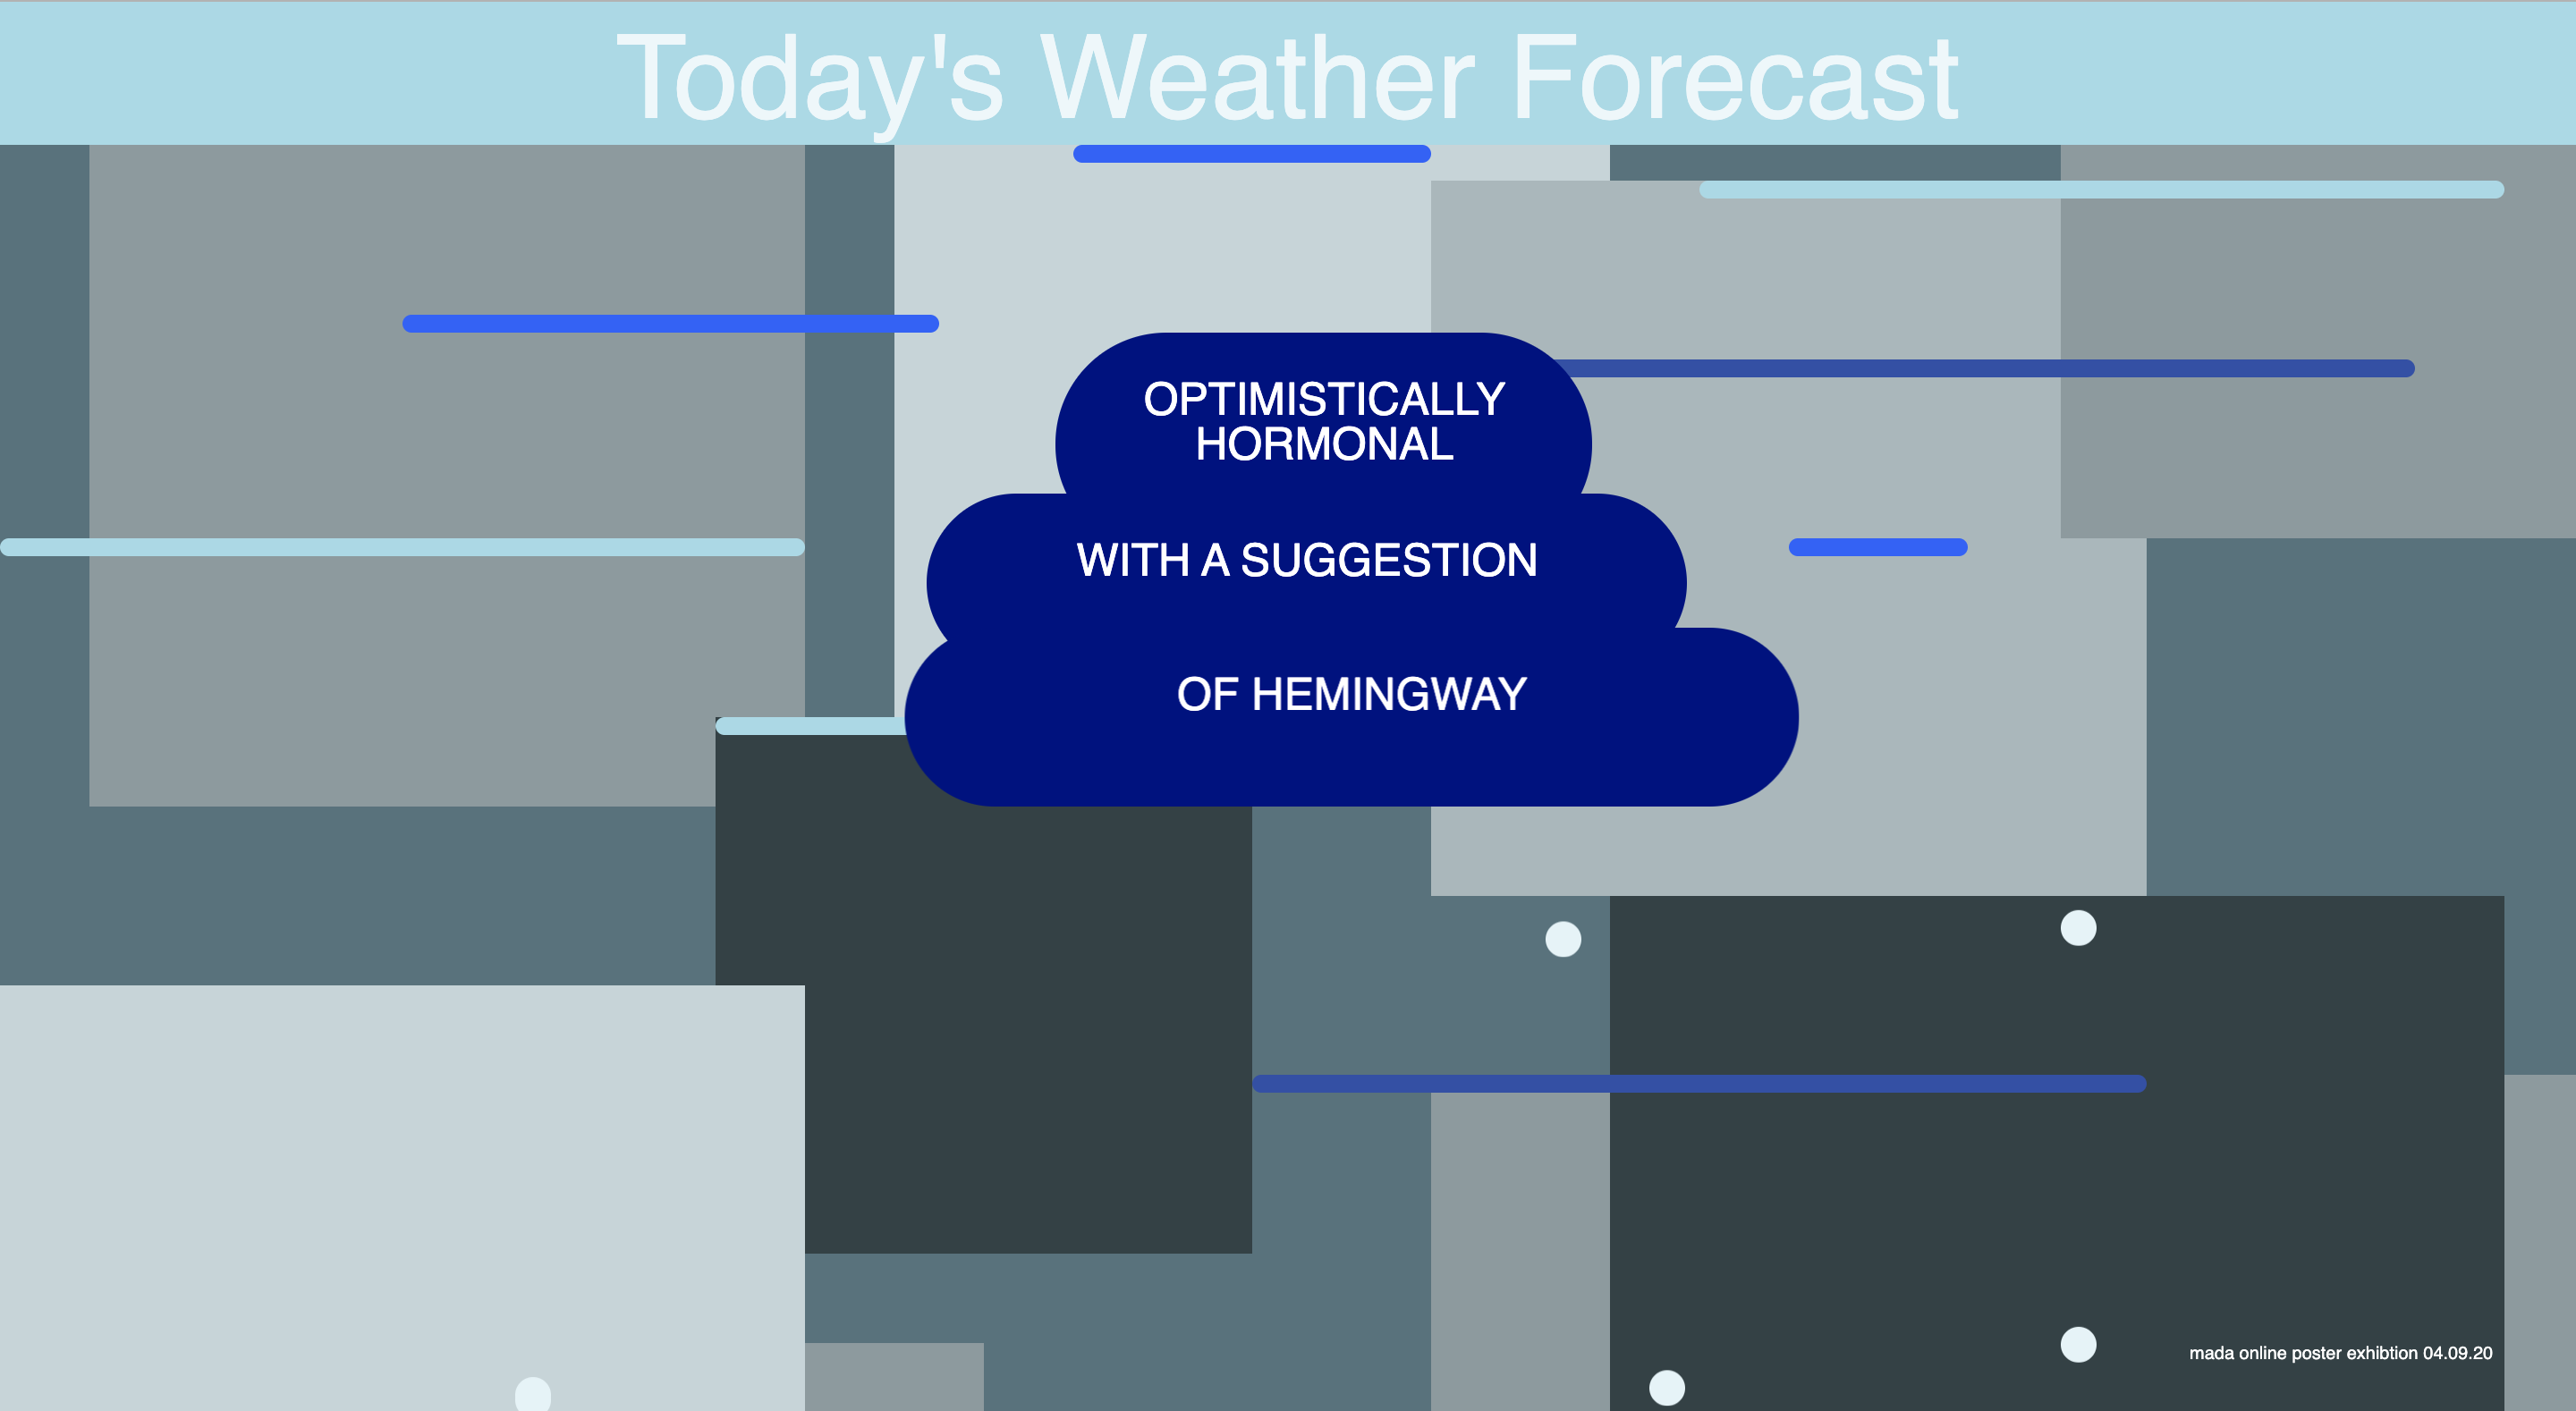 Today's Weather Forecast
OPTIMISTICALLY
HORMONAL
WITH A SUGGESTION
OF HEMINGWAY
mada online poster exhibtion 04.09.20